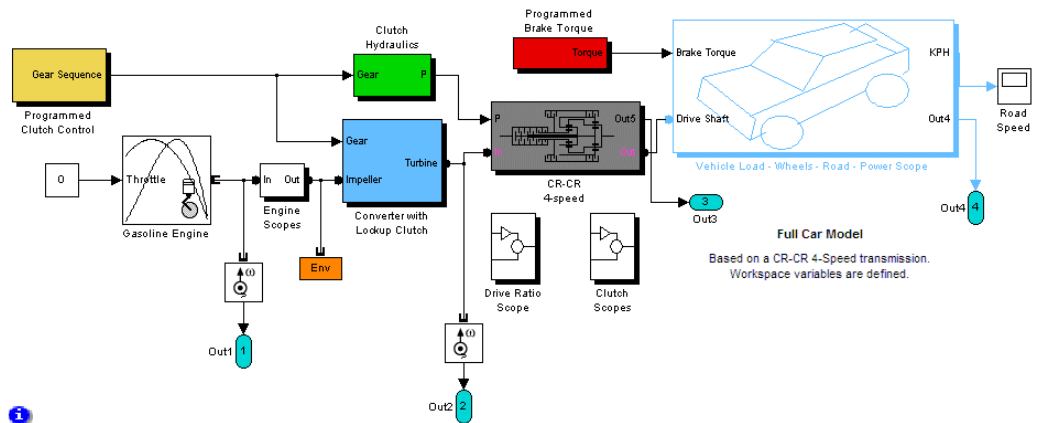 Programmed
Brake Torque
Clutch
Hydraulics
Gear Sequence
Gear
P
Torque
Brake Torque
KPH
Programmed
Clutch Control
P
Out5
Drive Shaft
Out4
Road
Speed
Gear
Turbine
Impeller
In
Out
Vehicle Load - Wheels - Road - Power Scope
0
Throttle
In
Out
CR-CR
4-speed
Gasoline Engine
Engine
Scopes
Converter with
Lookup Clutch
3
Out3
Out4
4
Full Car Model
Based on a CR-CR 4-Speed transmission.
Workspace variables are defined.
Env
ω
Drive Ratio
Scope
Clutch
Scopes
Out1
1
ω
Out2
2
i